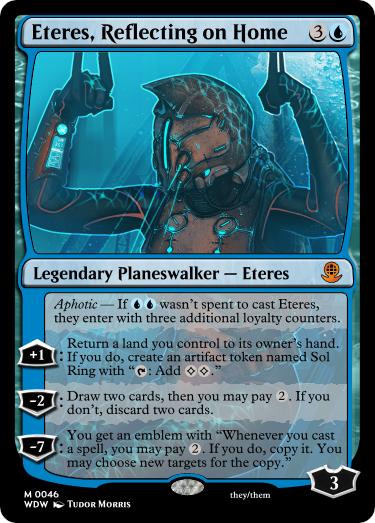 Eteres, Reflecting on Home 3
Legendary Planeswalker — Eteres
Aphotic — If wasn't spent to cast Eteres,
they enter with three additional loyalty counters.
+1: Return a land you control to its owner's hand.
If you do, create an artifact token named Sol
Ring with “: Add .”
-2: Draw two cards, then you may pay 2. If you
don't, discard two cards.
-7: You get an emblem with “Whenever you cast
a spell, you may pay 2. If you do, copy it. You
may choose new targets for the copy.”
3
M 0046
WDW Tudor Morris
they/them